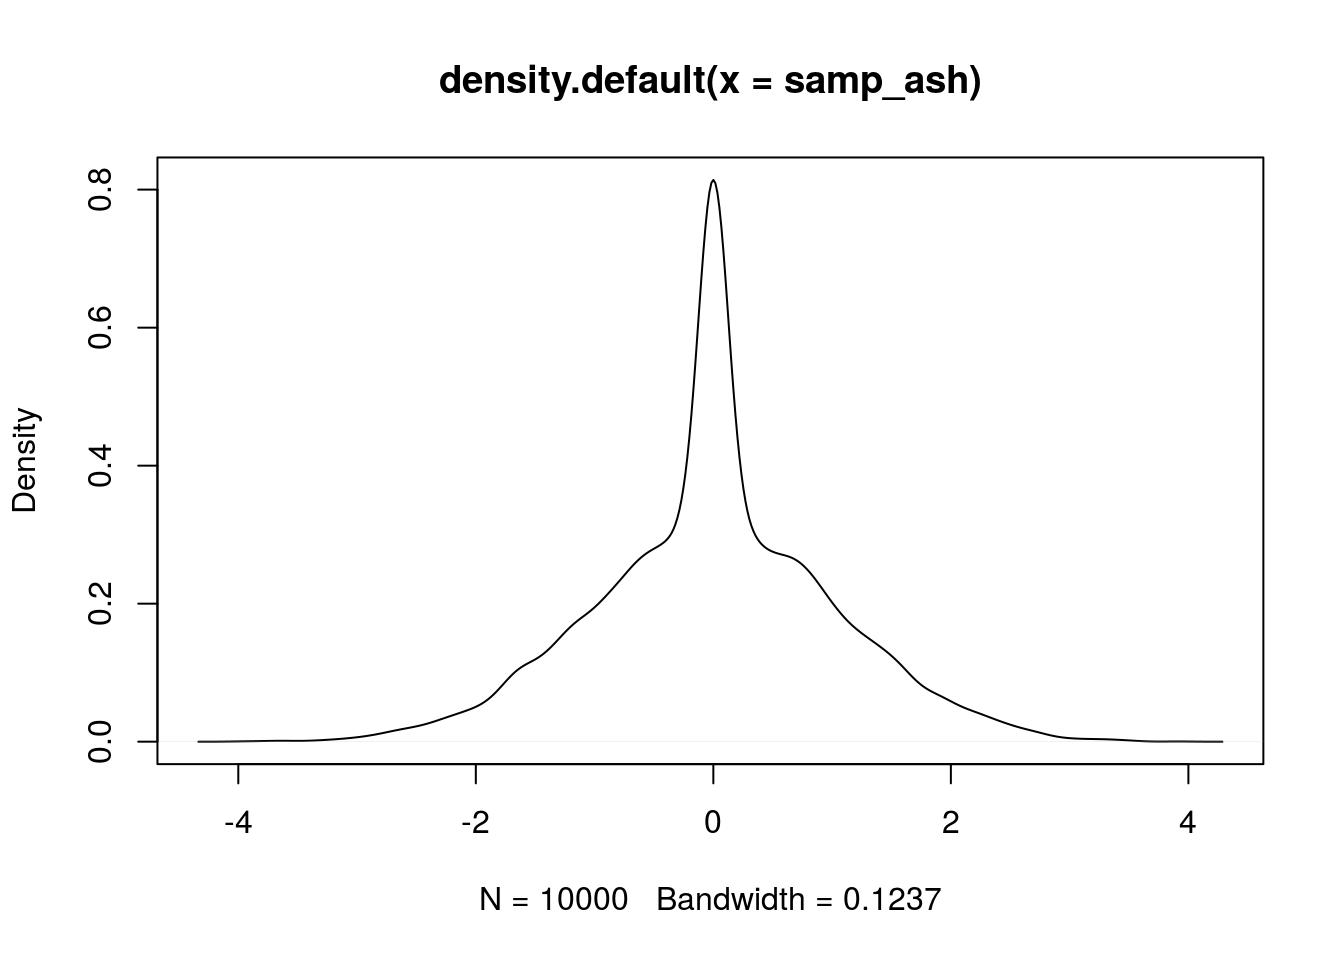 density.default(x = samp_ash)
Density
0.8
0.6
0.4
0.2
0.0
-4 -2 0 2 4
N = 10000 Bandwidth = 0.1237